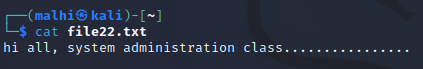 ┌──(malhi㉿kali)-[~]
└─$ cat file22.txt
hi all, system administration class................